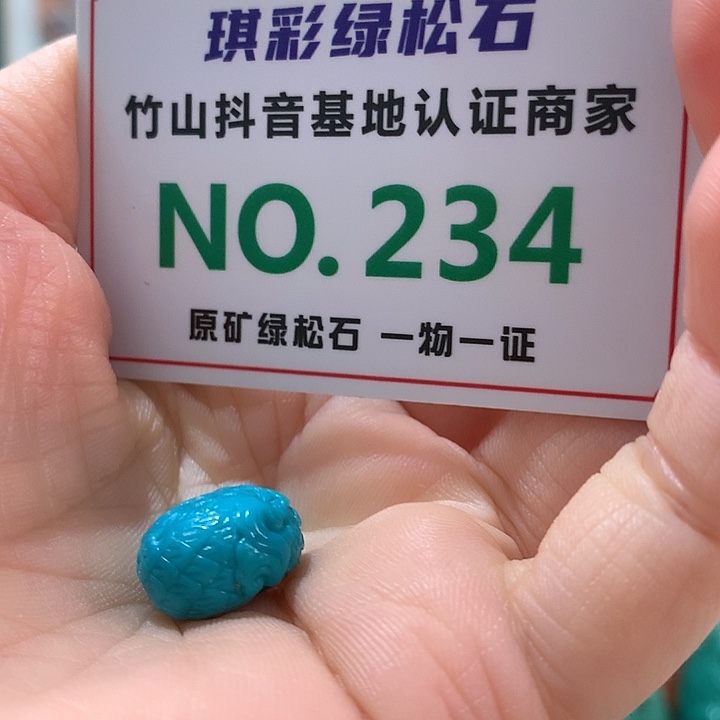 琪彩绿松石
竹山抖音基地认证商家
NO.234
原矿绿松石 一物一证